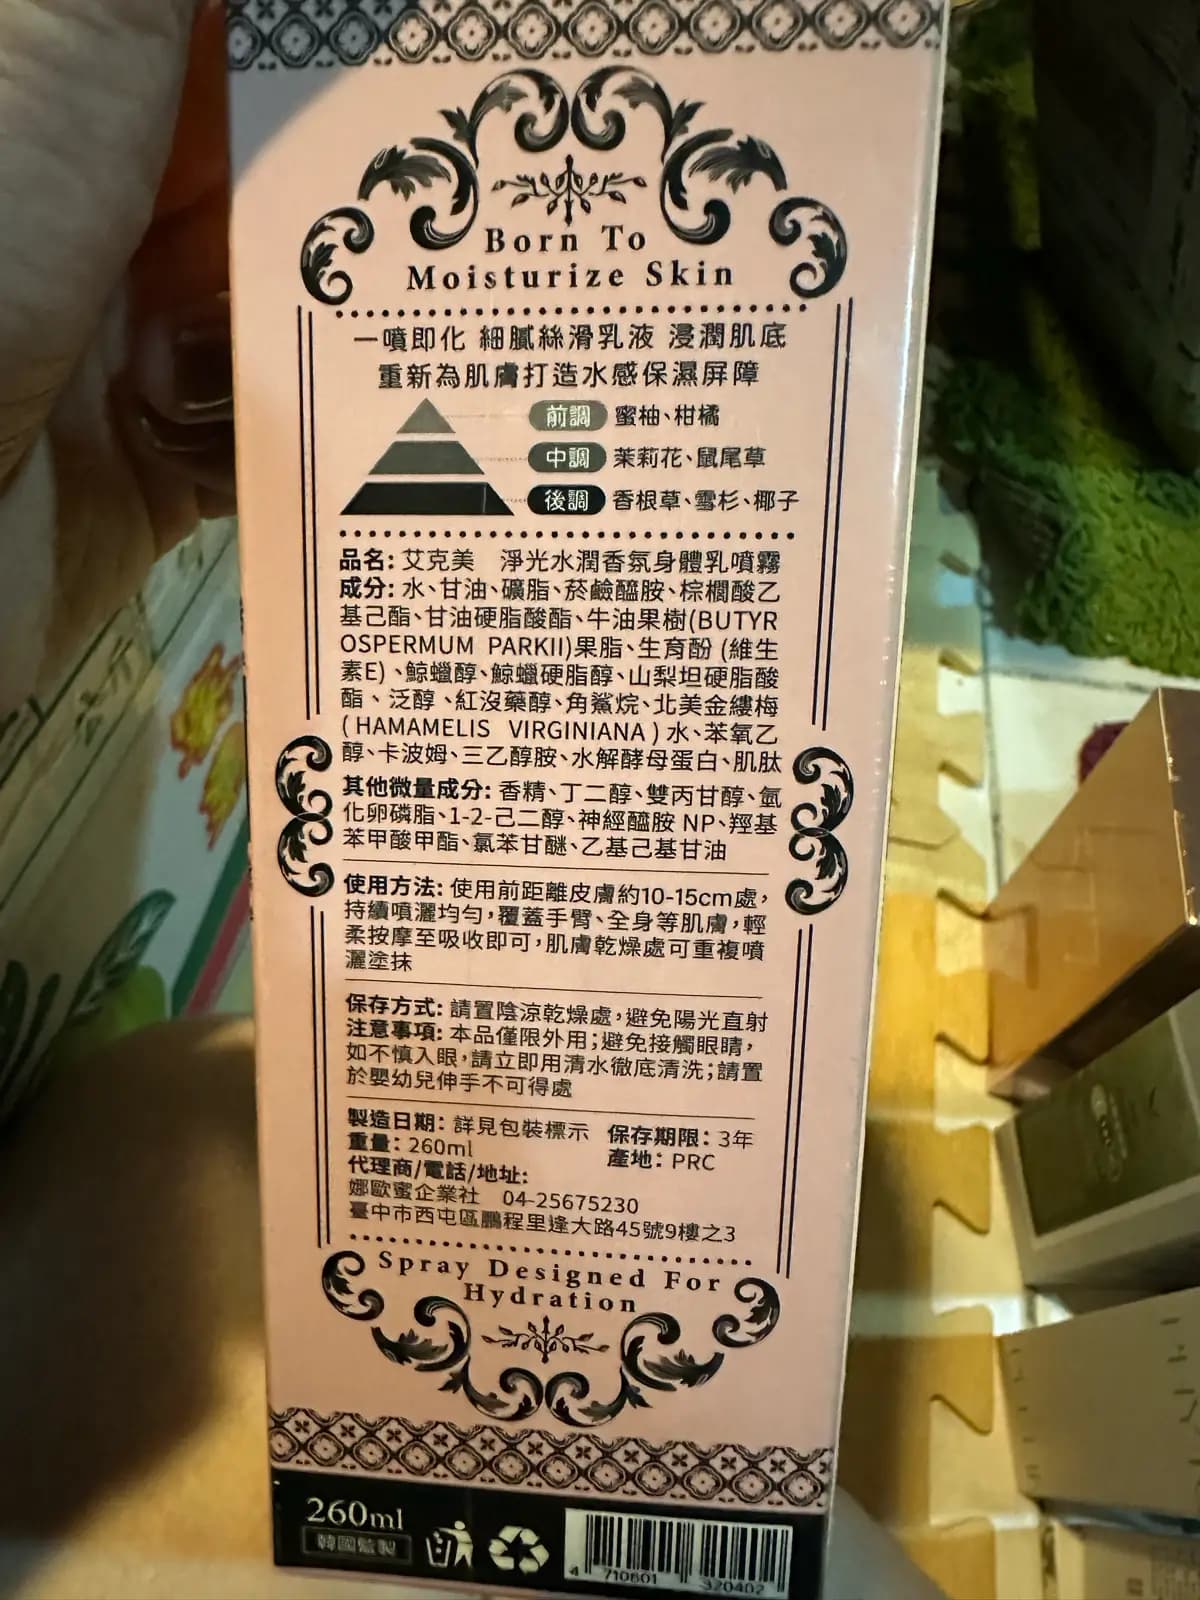 Born To
Moisturize Skin
一噴即化 細膩絲滑乳液 浸潤肌底
重新為肌膚打造水感保濕屏障
前調 蜜柚、柑橘
中調 茉莉花、鼠尾草
後調 香根草、雪杉、椰子
品名: 艾克美 淨光水潤香氛身體乳噴霧
成分: 水、甘油、礦脂、菸鹼醯胺、棕櫚酸乙
基己酯、甘油硬脂酸酯、牛油果樹(BUTYR
OSPERMUM PARKII)果脂、生育酚 (維生
素E)、鯨蠟醇、鯨蠟硬脂醇、山梨坦硬脂酸
酯、泛醇、紅沒藥醇、角鯊烷、北美金縷梅
(HAMAMELIS VIRGINIANA)水、苯氧乙
醇、卡波姆、三乙醇胺、水解酵母蛋白、肌肽
其他微量成分: 香精、丁二醇、雙丙甘醇、氫
化卵磷脂、1-2-己二醇、神經醯胺 NP、羥基
苯甲酸甲酯、氯苯甘醚、乙基己基甘油
使用方法: 使用前距離皮膚約10-15cm處,
持續噴灑均勻,覆蓋手臂、全身等肌膚,輕
柔按摩至吸收即可,肌膚乾燥處可重複噴
灑塗抹
保存方式: 請置陰涼乾燥處,避免陽光直射
注意事項: 本品僅限外用;避免接觸眼睛,
如不慎入眼,請立即用清水徹底清洗;請置
於嬰幼兒伸手不可得處
製造日期: 詳見包裝標示 保存期限: 3年
重量: 260ml 產地: PRC
代理商/電話/地址:
娜歐蜜企業社 04-25675230
臺中市西屯區鵬程里逢大路45號9樓之3
Spray Designed For
Hydration
260ml
韓國監製
4 710801 320402